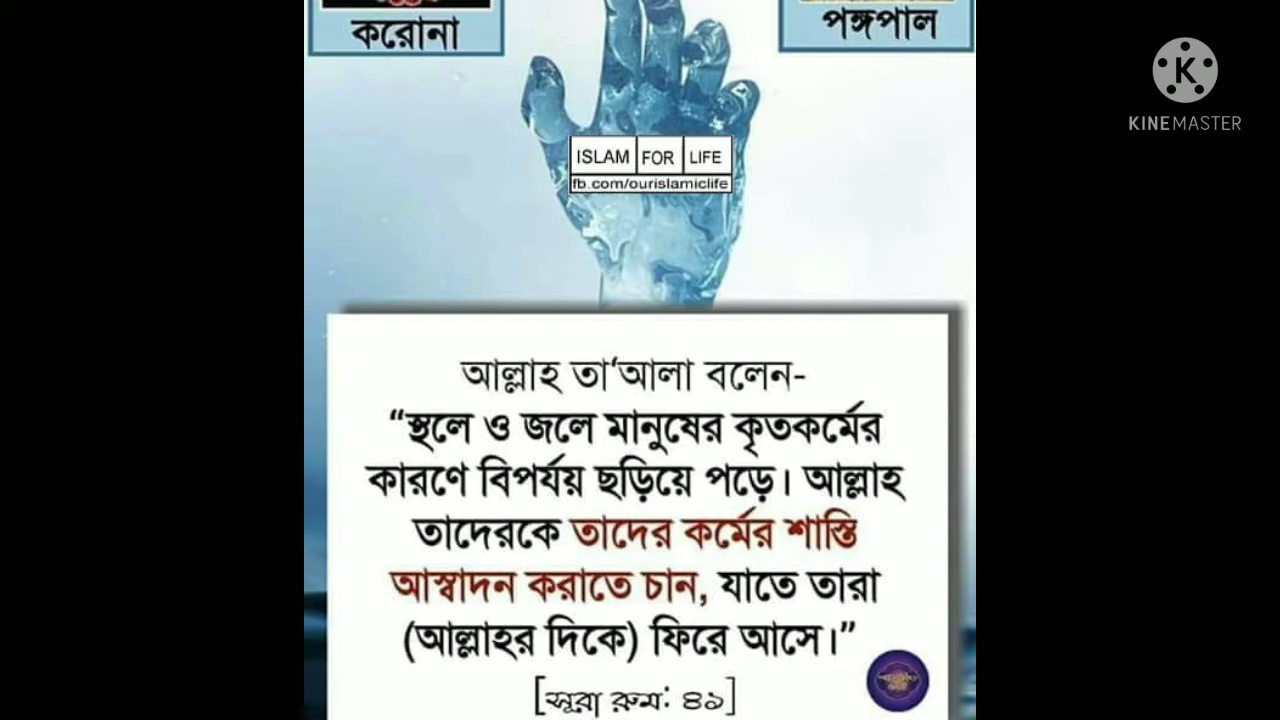 করোনা
পঙ্গপাল
K
KINEMASTER
ISLAM FOR LIFE
fb.com/ourislamiclife
আল্লাহ তা‘আলা বলেন-
“স্থলে ও জলে মানুষের কৃতকর্মের
কারণে বিপর্যয় ছড়িয়ে পড়ে। আল্লাহ
তাদেরকে তাদের কর্মের শাস্তি
আস্বাদন করাতে চান, যাতে তারা
(আল্লাহর দিকে) ফিরে আসে।”
[সূরা রুম: ৪১]